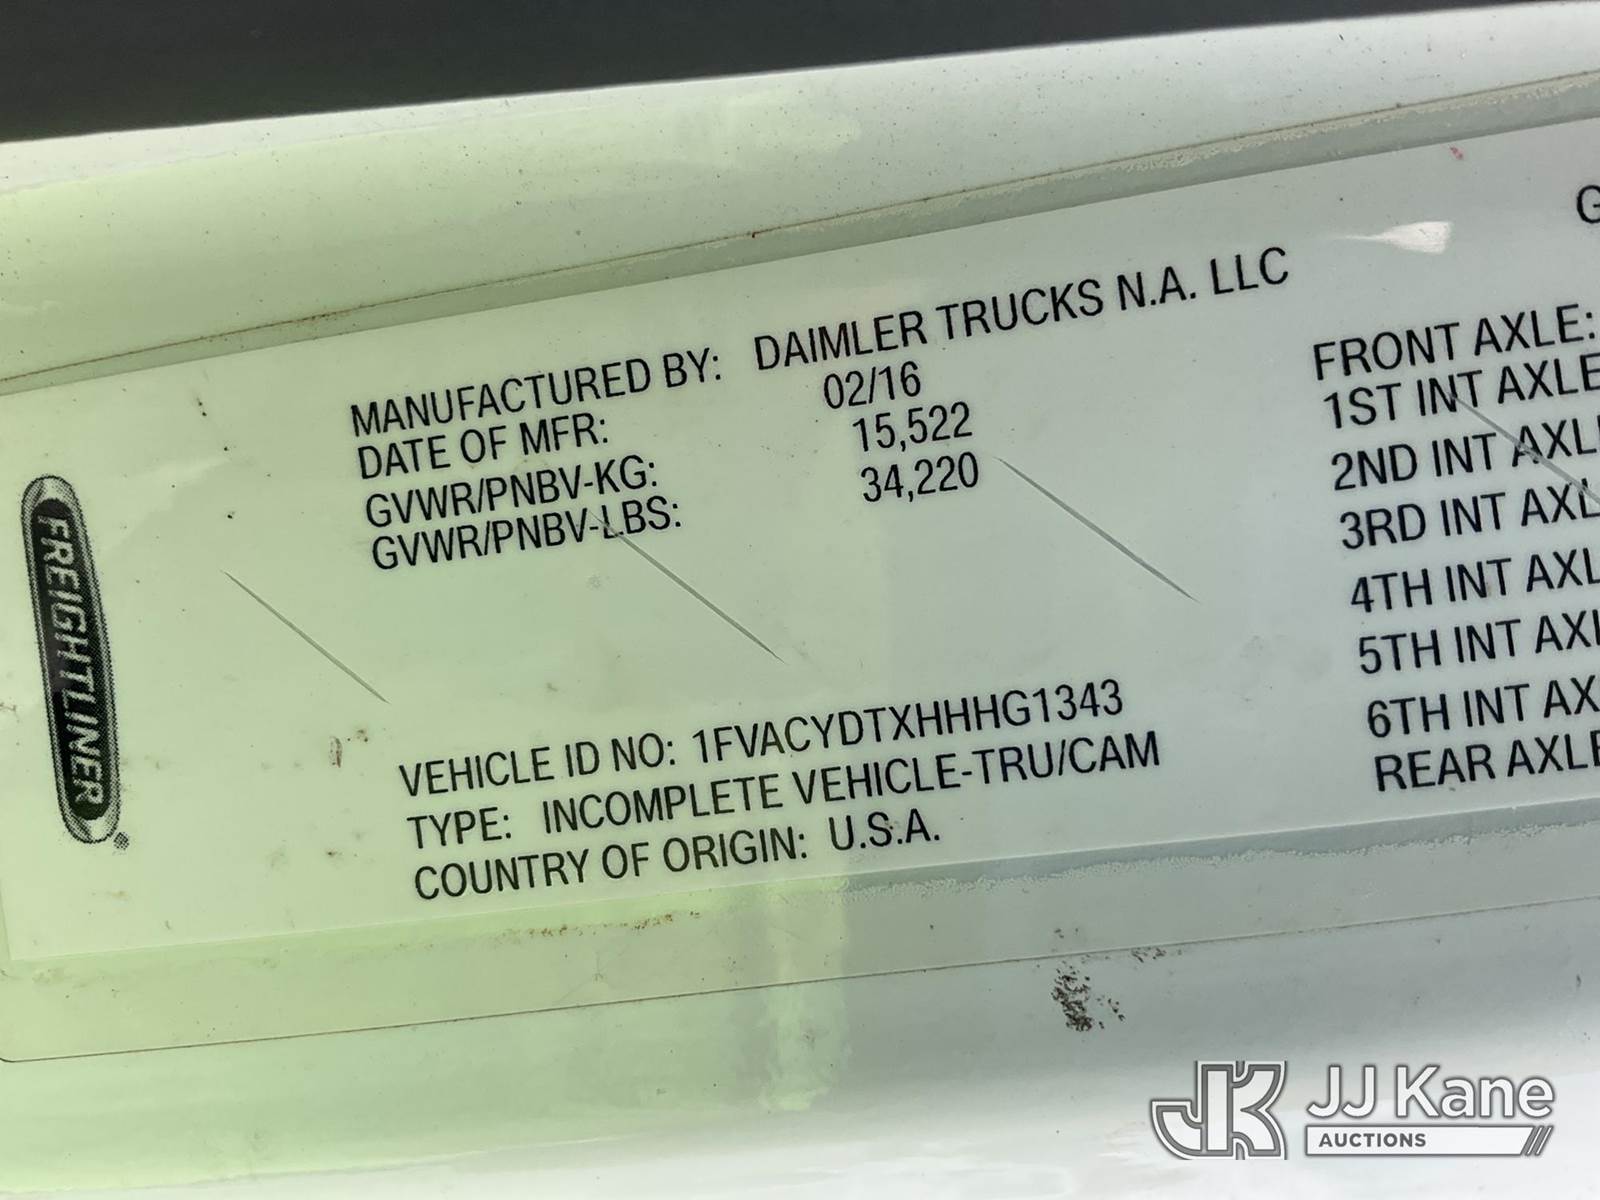 MANUFACTURED BY: DAIMLER TRUCKS N.A. LLC
DATE OF MFR: 02/16
GVWR/PNBV-KG: 15,522
GVWR/PNBV-LBS: 34,220
VEHICLE ID NO: 1FVACYDTXHHHG1343
TYPE: INCOMPLETE VEHICLE-TRU/CAM
COUNTRY OF ORIGIN: U.S.A.
FREIGHTLINER
G
FRONT AXLE:
1ST INT AXLE
2ND INT AXL
3RD INT AXL
4TH INT AXL
5TH INT AXL
6TH INT AX
REAR AXLE
JK JJ Kane
AUCTIONS